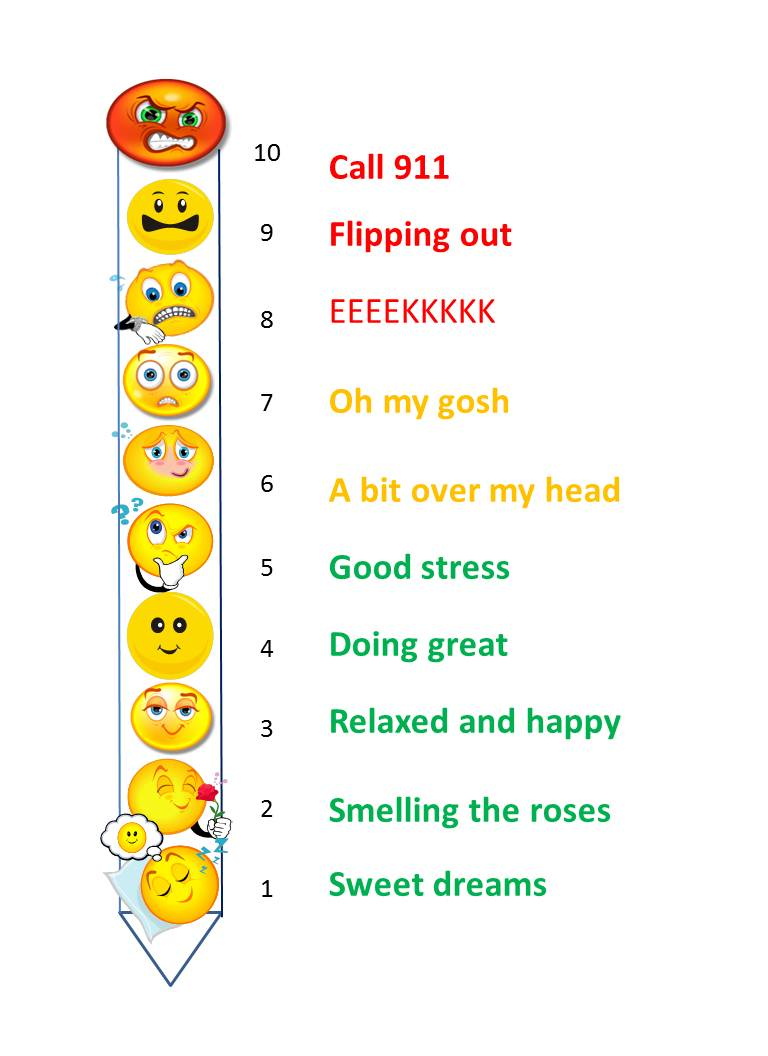 10 Call 911
9 Flipping out
8 EEEEKKKKK
7 Oh my gosh
6 A bit over my head
? ?
5 Good stress
4 Doing great
3 Relaxed and happy
2 Smelling the roses
z z z z
1 Sweet dreams